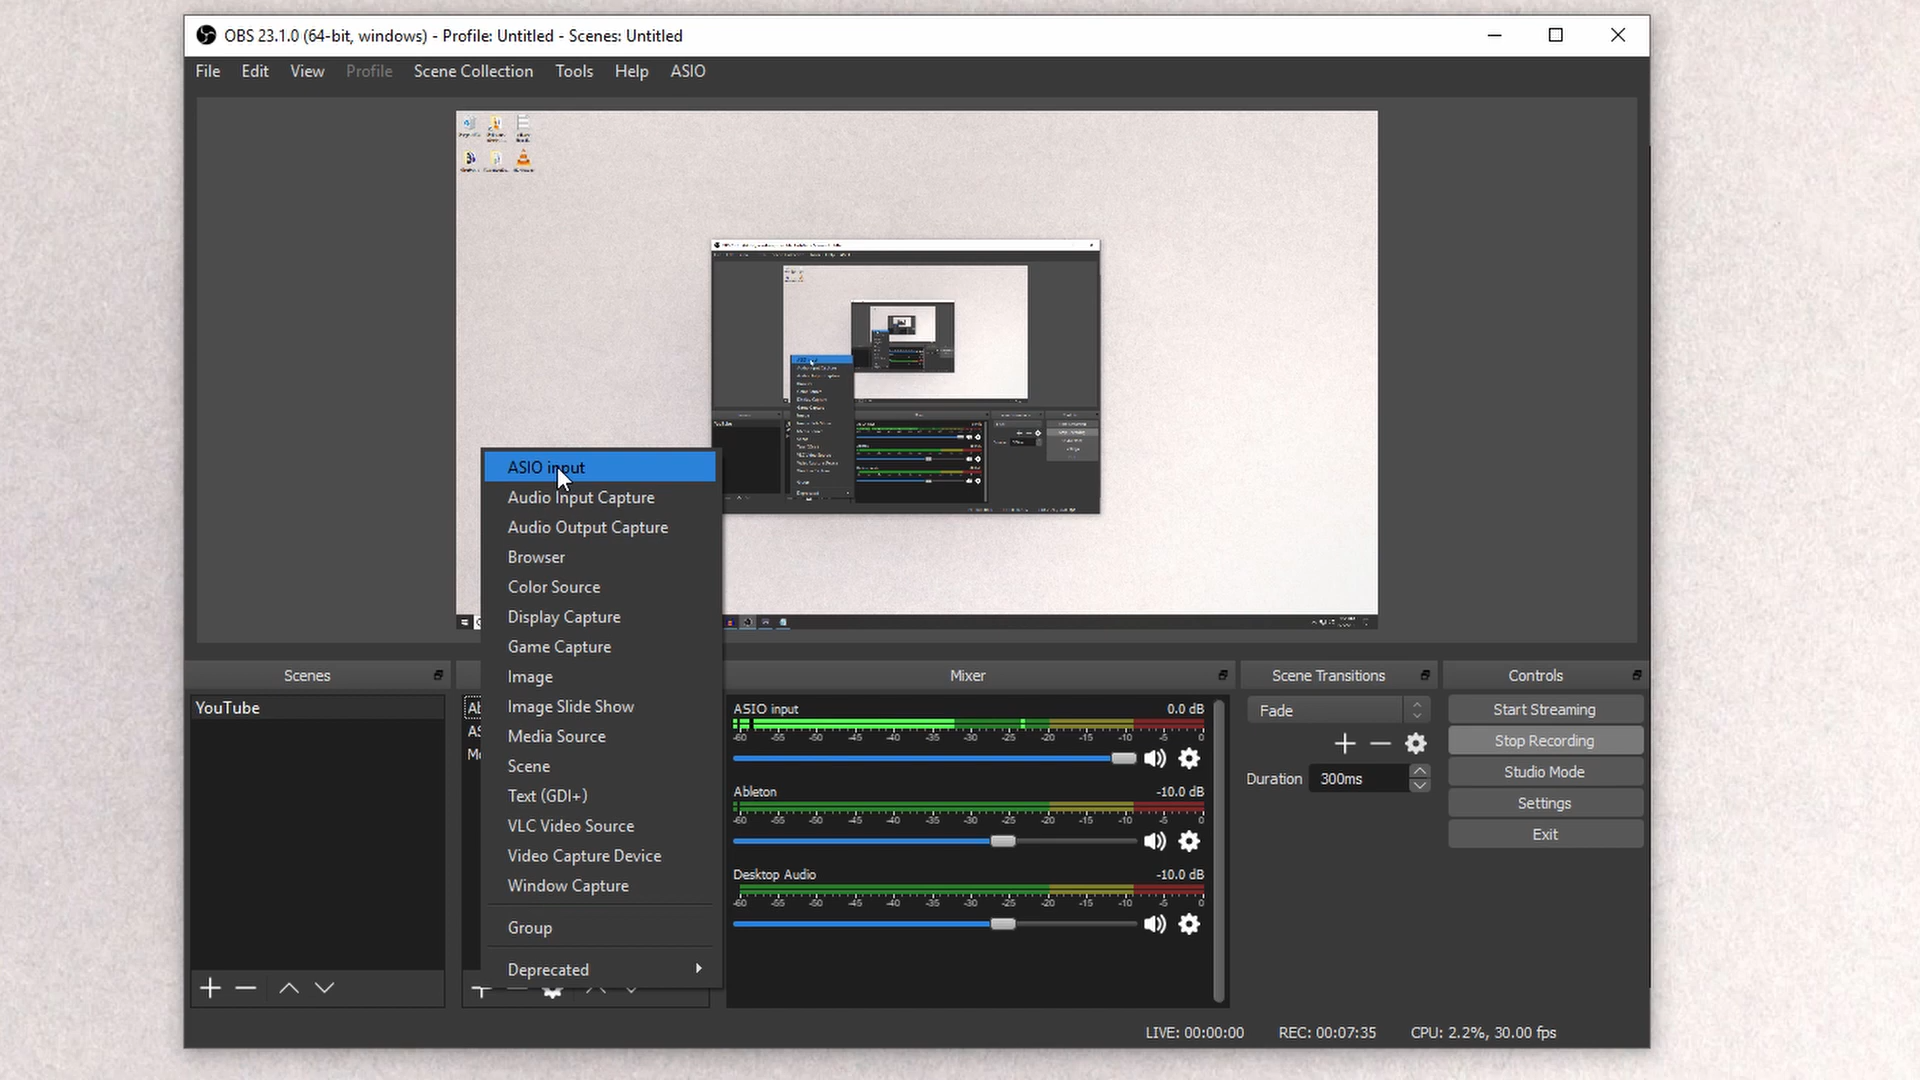 OBS 23.1.0 (64-bit, windows) - Profile: Untitled - Scenes: Untitled
File Edit View Profile Scene Collection Tools Help ASIO
ASIO input
Audio Input Capture
Audio Output Capture
Browser
Color Source
Display Capture
Game Capture
Image
Image Slide Show
Media Source
Scene
Text (GDI+)
VLC Video Source
Video Capture Device
Window Capture
Group
Deprecated
Scenes
YouTube
Mixer
ASIO input 0.0 dB
-60 -55 -50 -45 -40 -35 -30 -25 -20 -15 -10 -5 0
Ableton -10.0 dB
-60 -55 -50 -45 -40 -35 -30 -25 -20 -15 -10 -5 0
Desktop Audio -10.0 dB
-60 -55 -50 -45 -40 -35 -30 -25 -20 -15 -10 -5 0
Scene Transitions
Fade
Duration 300ms
Controls
Start Streaming
Stop Recording
Studio Mode
Settings
Exit
LIVE: 00:00:00 REC: 00:07:35 CPU: 2.2%, 30.00 fps